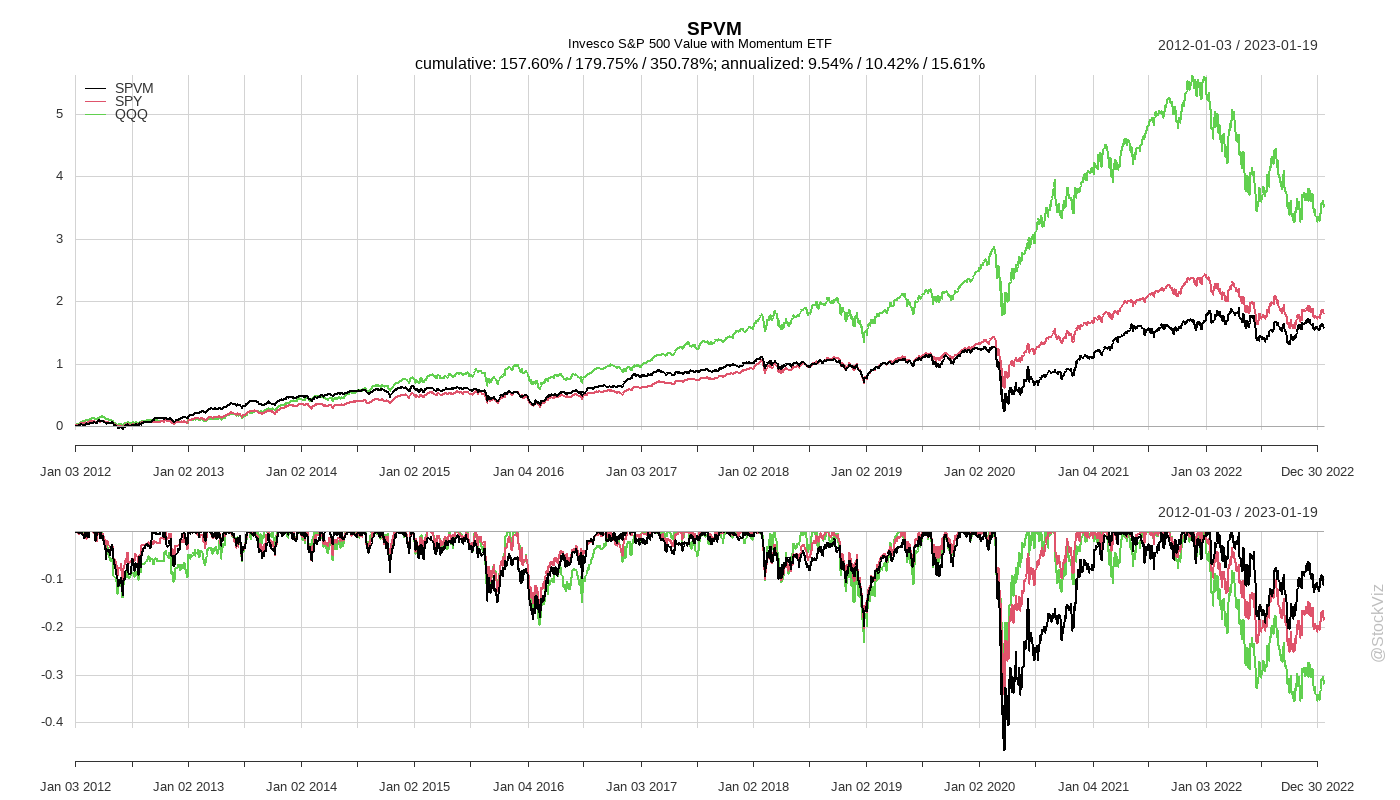 SPVM
Invesco S&P 500 Value with Momentum ETF
2012-01-03 / 2023-01-19
cumulative: 157.60% / 179.75% / 350.78%; annualized: 9.54% / 10.42% / 15.61%
SPVM
SPY
QQQ
5
4
3
2
1
0
Jan 03 2012 Jan 02 2013 Jan 02 2014 Jan 02 2015 Jan 04 2016 Jan 03 2017 Jan 02 2018 Jan 02 2019 Jan 02 2020 Jan 04 2021 Jan 03 2022 Dec 30 2022
2012-01-03 / 2023-01-19
-0.1
-0.2
-0.3
-0.4
Jan 03 2012 Jan 02 2013 Jan 02 2014 Jan 02 2015 Jan 04 2016 Jan 03 2017 Jan 02 2018 Jan 02 2019 Jan 02 2020 Jan 04 2021 Jan 03 2022 Dec 30 2022
@StockViz